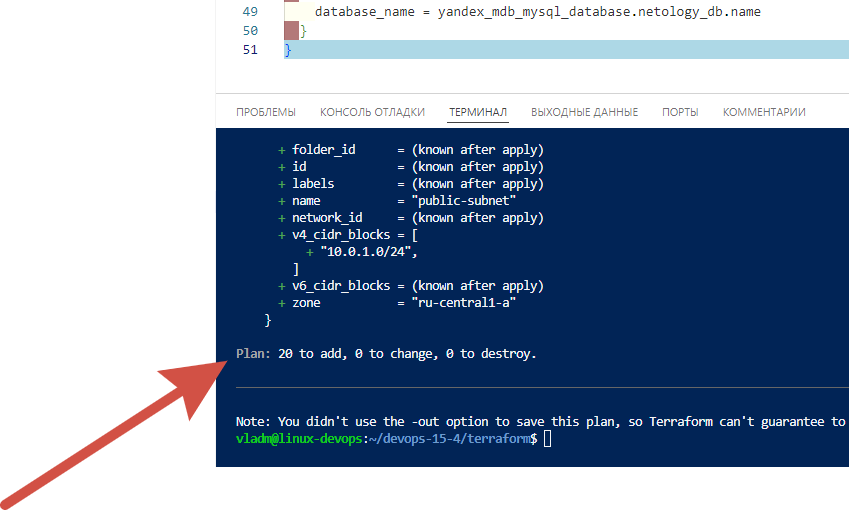 49 database_name = yandex_mdb_mysql_database.netology_db.name
50 }
51 }
ПРОБЛЕМЫ КОНСОЛЬ ОТЛАДКИ ТЕРМИНАЛ ВЫХОДНЫЕ ДАННЫЕ ПОРТЫ КОММЕНТАРИИ
+ folder_id = (known after apply)
+ id = (known after apply)
+ labels = (known after apply)
+ name = "public-subnet"
+ network_id = (known after apply)
+ v4_cidr_blocks = [
+ "10.0.1.0/24",
]
+ v6_cidr_blocks = (known after apply)
+ zone = "ru-central1-a"
}
Plan: 20 to add, 0 to change, 0 to destroy.
Note: You didn't use the -out option to save this plan, so Terraform can't guarantee to
vladm@linux-devops:~/devops-15-4/terraform$